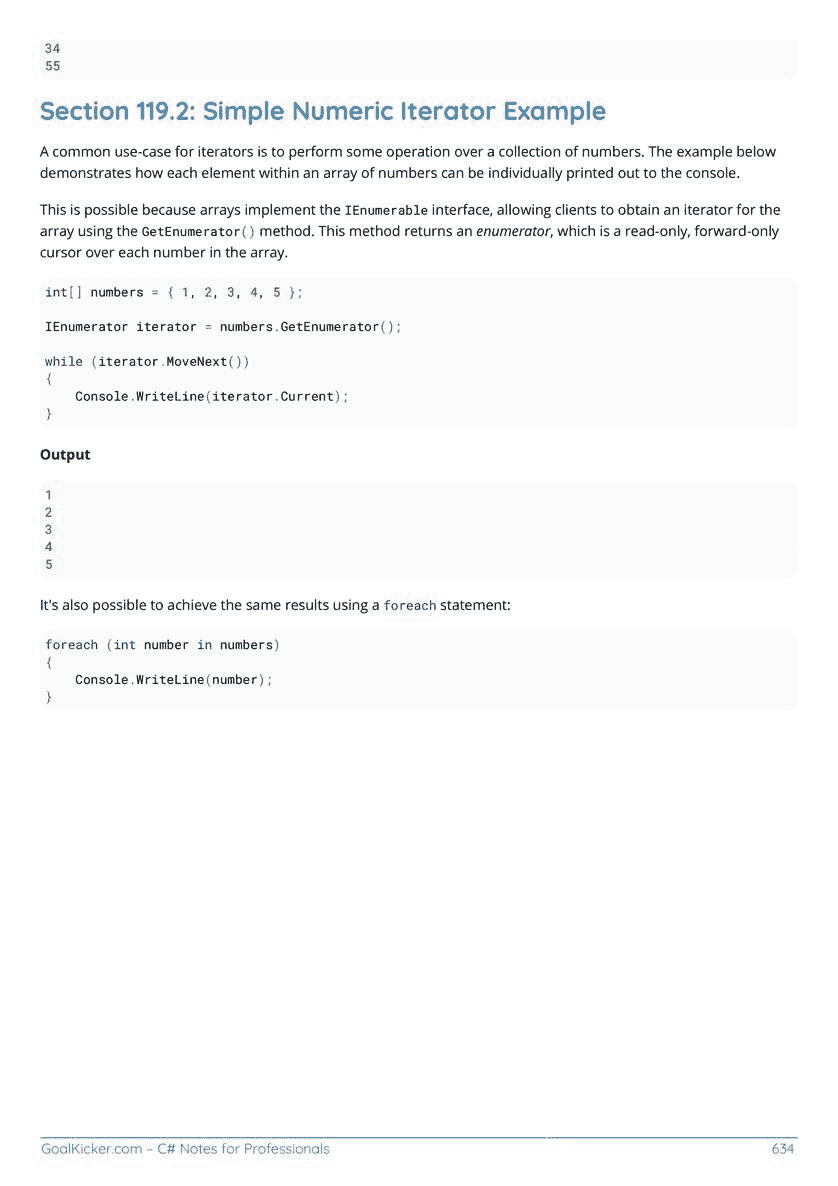 34
55
Section 119.2: Simple Numeric Iterator Example
A common use-case for iterators is to perform some operation over a collection of numbers. The example below
demonstrates how each element within an array of numbers can be individually printed out to the console.
This is possible because arrays implement the IEnumerable interface, allowing clients to obtain an iterator for the
array using the GetEnumerator() method. This method returns an enumerator, which is a read-only, forward-only
cursor over each number in the array.
int[] numbers = { 1, 2, 3, 4, 5 };
IEnumerator iterator = numbers.GetEnumerator();
while (iterator.MoveNext())
{
    Console.WriteLine(iterator.Current);
}
Output
1
2
3
4
5
It's also possible to achieve the same results using a foreach statement:
foreach (int number in numbers)
{
    Console.WriteLine(number);
}
GoalKicker.com – C# Notes for Professionals 634